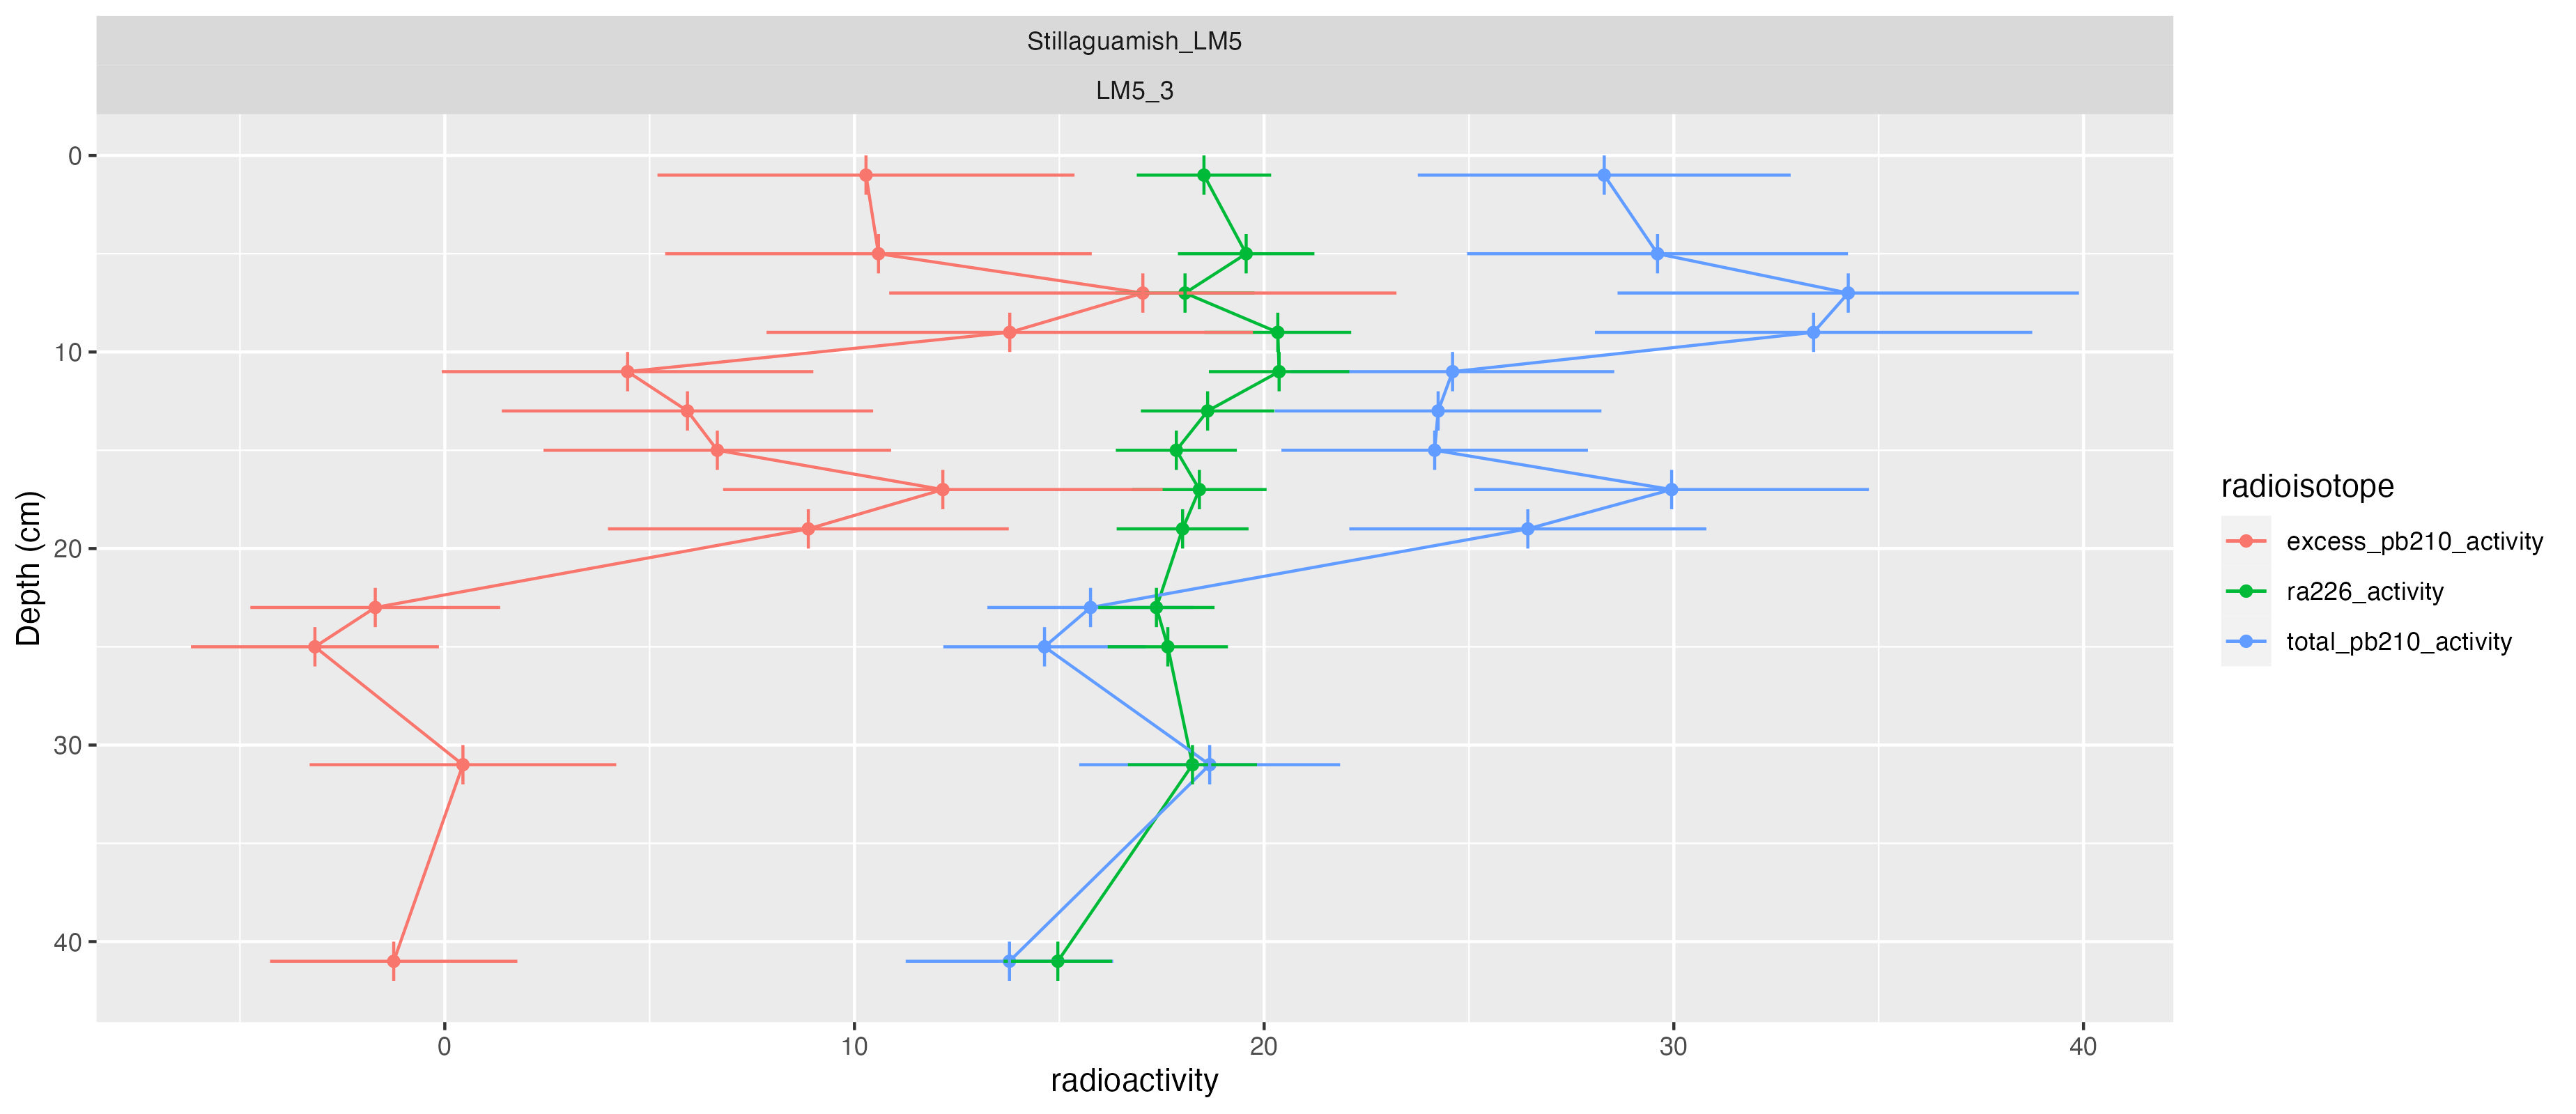 Stillaguamish_LM5
LM5_3
0
10
20
30
40
Depth (cm)
0 10 20 30 40
radioactivity
radioisotope
excess_pb210_activity
ra226_activity
total_pb210_activity